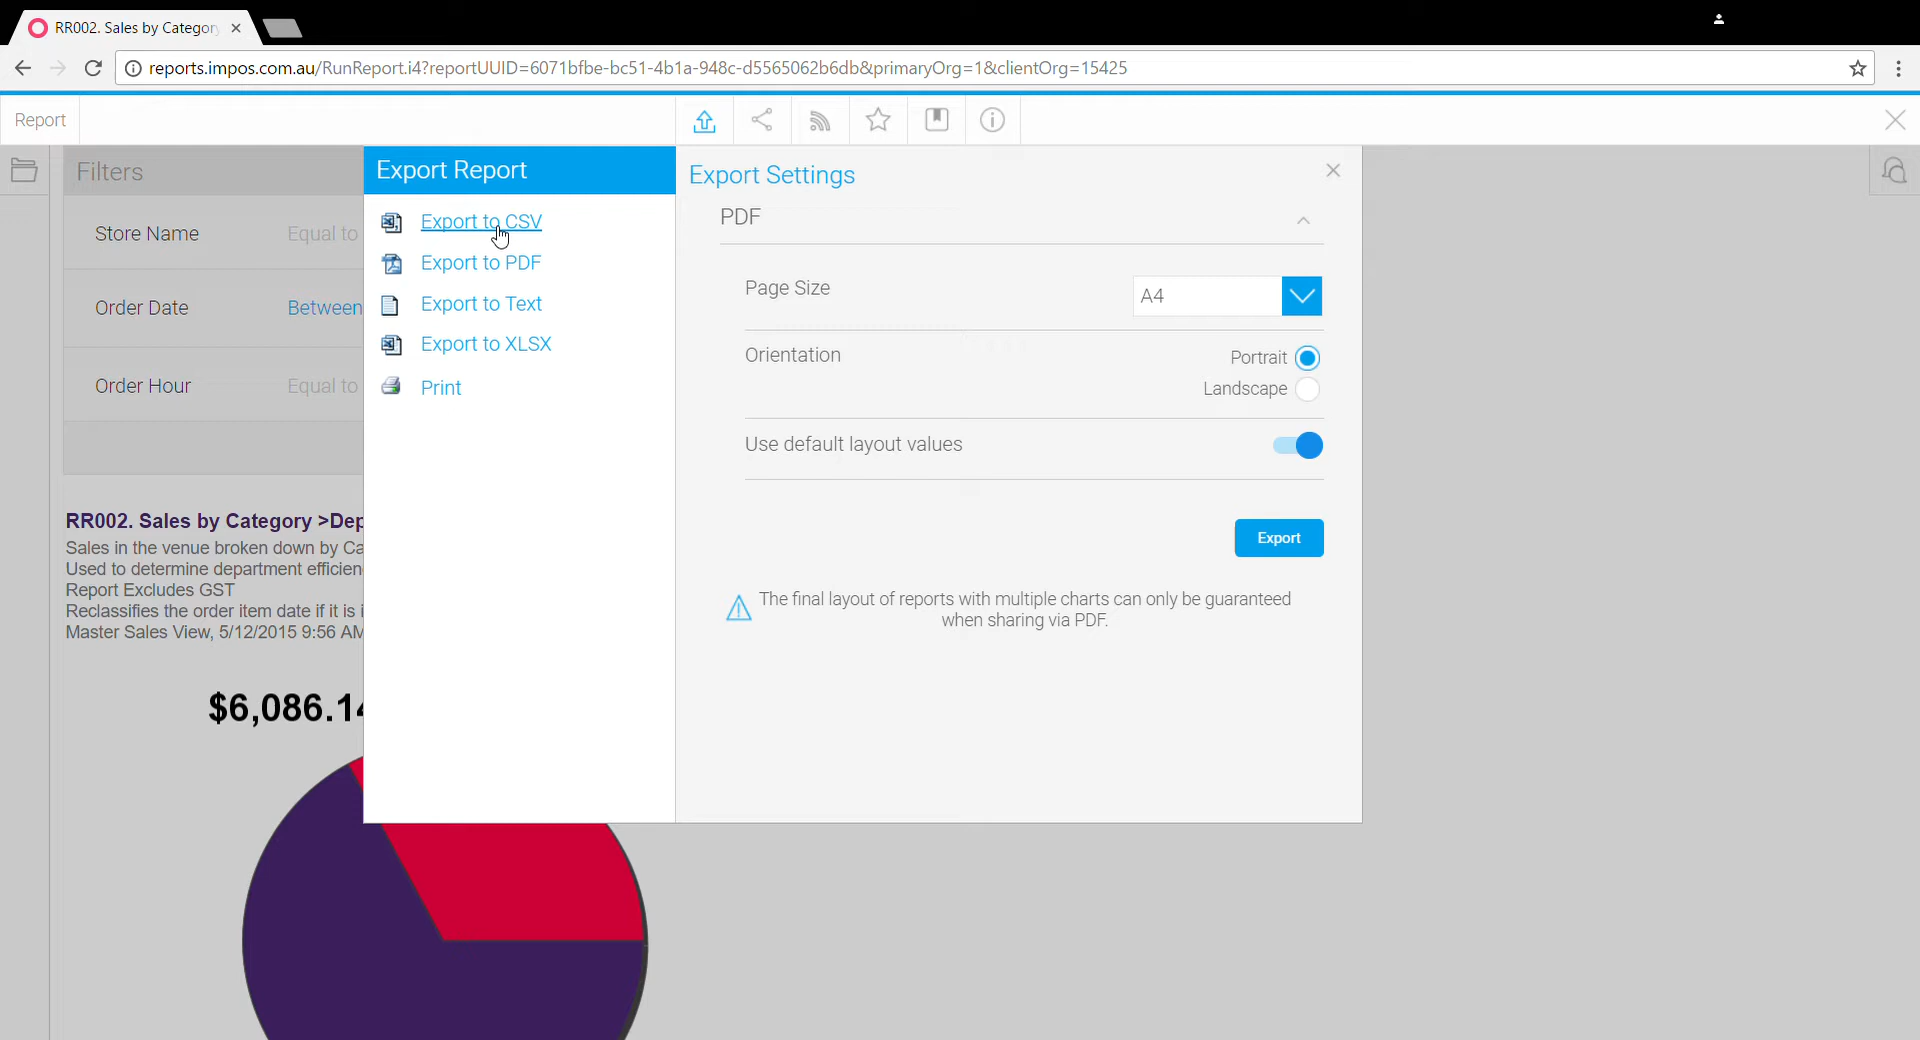 RR002. Sales by Categor
reports.impos.com.au/RunReport.i4?reportUUID=6071bfbe-bc51-4b1a-948c-d5565062b6db&primaryOrg=1&clientOrg=15425
Report
Filters
Export Report
Export Settings
Store Name
Equal to
Order Date
Between
Order Hour
Equal to
Export to CSV
Export to PDF
Export to Text
Export to XLSX
Print
PDF
Page Size
A4
Orientation
Portrait
Landscape
Use default layout values
Export
The final layout of reports with multiple charts can only be guaranteed
when sharing via PDF.
RR002. Sales by Category >Dep
Sales in the venue broken down by Ca
Used to determine department efficien
Report Excludes GST
Reclassifies the order item date if it is i
Master Sales View, 5/12/2015 9:56 AM
$6,086.14